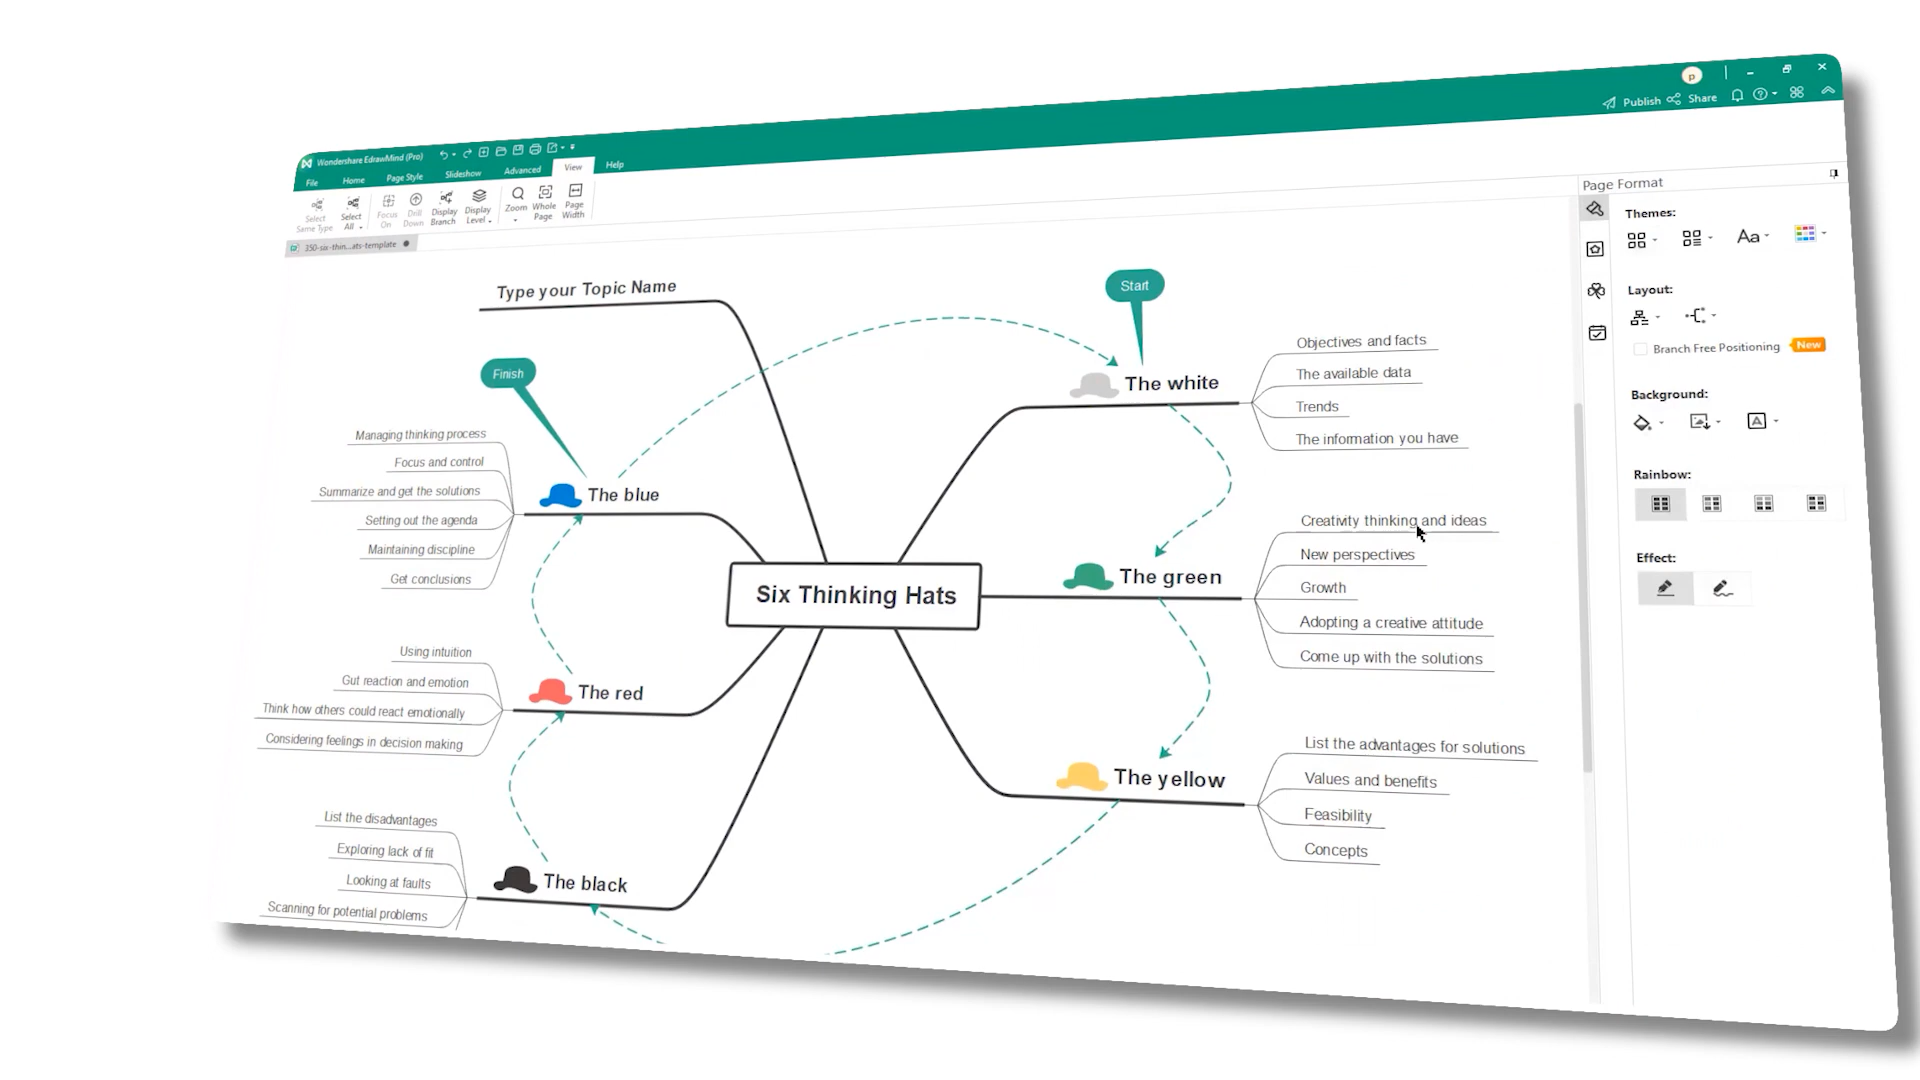 p
Publish Share
Wondershare EdrawMind (Pro)
File Home Page Style Slideshow Advanced View Help
Select Same Type
Select All
Focus On
Drill Down
Display Branch
Display Level
Zoom
Whole Page
Page Width
350-six-thin...ats-template
Type your Topic Name
Finish
Start
Managing thinking process
Focus and control
Summarize and get the solutions
Setting out the agenda
Maintaining discipline
Get conclusions
The blue
Using intuition
Gut reaction and emotion
Think how others could react emotionally
Considering feelings in decision making
The red
List the disadvantages
Exploring lack of fit
Looking at faults
Scanning for potential problems
The black
Six Thinking Hats
The white
Objectives and facts
The available data
Trends
The information you have
The green
Creativity thinking and ideas
New perspectives
Growth
Adopting a creative attitude
Come up with the solutions
The yellow
List the advantages for solutions
Values and benefits
Feasibility
Concepts
Page Format
Themes:
Aa
Layout:
Branch Free Positioning New
Background:
A
Rainbow:
Effect: